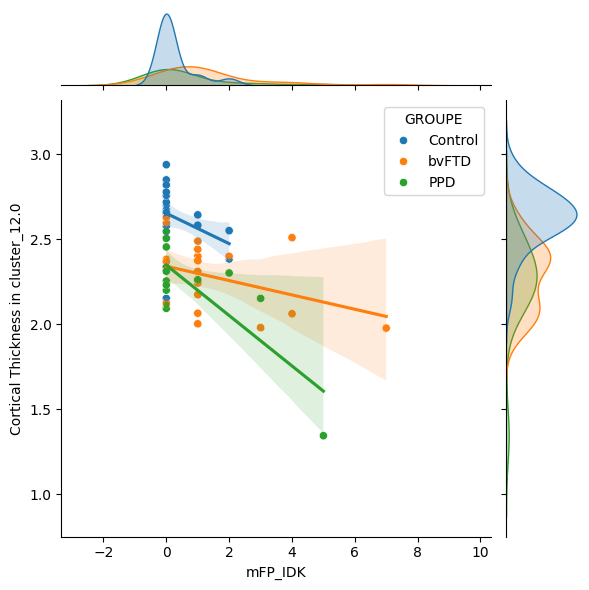 GROUPE
Control
bvFTD
PPD
3.0
2.5
2.0
1.5
1.0
Cortical Thickness in cluster_12.0
−2 0 2 4 6 8 10
mFP_IDK